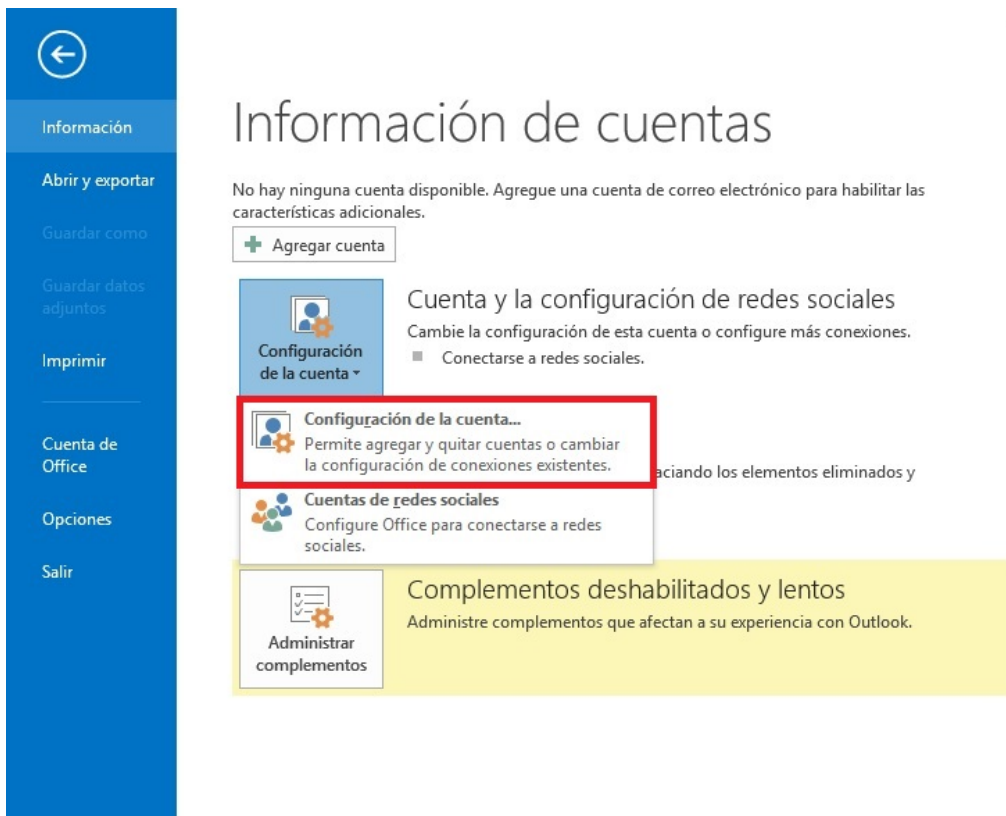 Información
Abrir y exportar
Guardar como
Guardar datos
adjuntos
Imprimir
Cuenta de
Office
Opciones
Salir
Información de cuentas
No hay ninguna cuenta disponible. Agregue una cuenta de correo electrónico para habilitar las
características adicionales.
Agregar cuenta
Configuración
de la cuenta
Cuenta y la configuración de redes sociales
Cambie la configuración de esta cuenta o configure más conexiones.
Conectarse a redes sociales.
Configuración de la cuenta...
Permite agregar y quitar cuentas o cambiar
la configuración de conexiones existentes.
aciando los elementos eliminados y
Cuentas de redes sociales
Configure Office para conectarse a redes
sociales.
Administrar
complementos
Complementos deshabilitados y lentos
Administre complementos que afectan a su experiencia con Outlook.